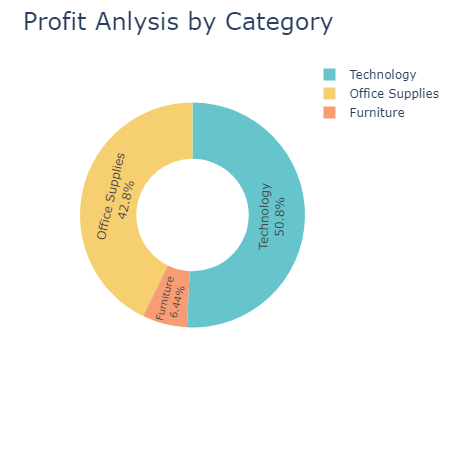 Profit Anlysis by Category
Technology
Office Supplies
Furniture
Office Supplies
42.8%
Technology
50.8%
Furniture
6.44%